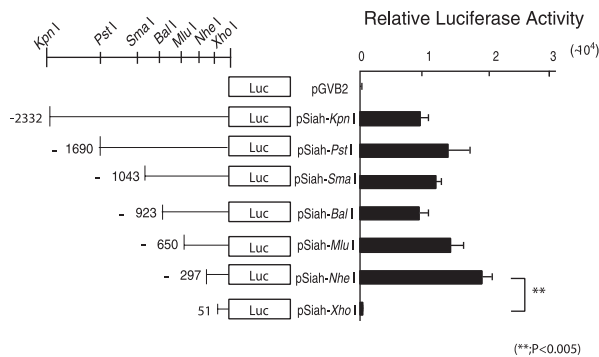 Relative Luciferase Activity
Kpn I
Pst I
Sma I
Bal I
Mlu I
Nhe I
Xho I
0 1 2 3 (×10⁴)
Luc pGVB2
-2332 Luc pSiah-Kpn I
- 1690 Luc pSiah-Pst I
- 1043 Luc pSiah-Sma I
- 923 Luc pSiah-Bal I
- 650 Luc pSiah-Mlu I
- 297 Luc pSiah-Nhe I
51 Luc pSiah-Xho I
**
(**;P<0.005)